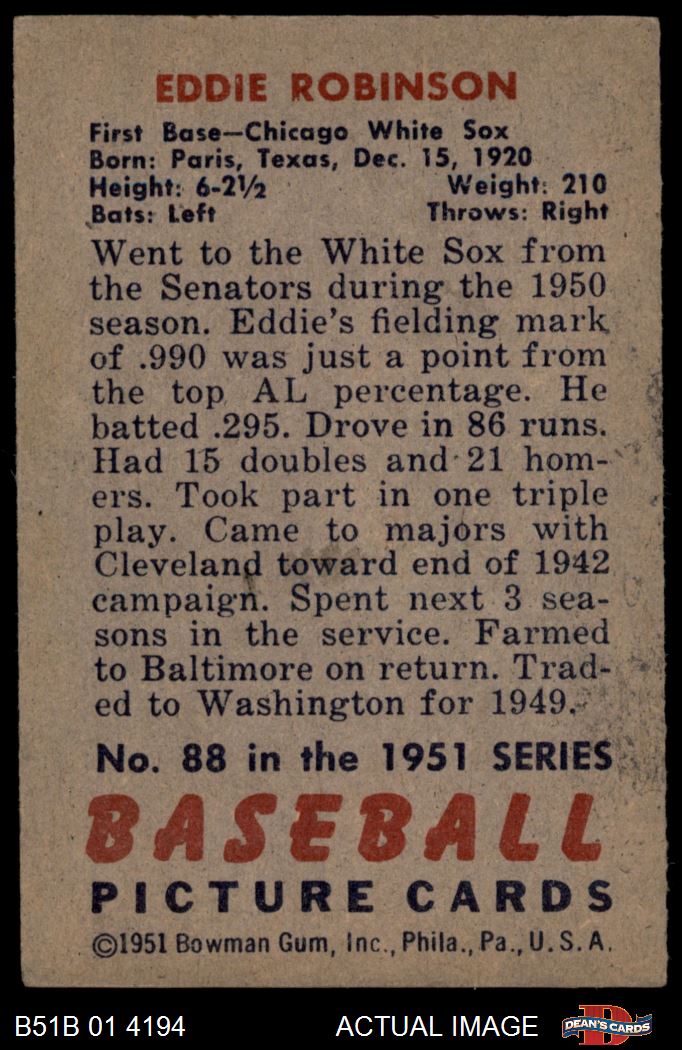 EDDIE ROBINSON
First Base—Chicago White Sox
Born: Paris, Texas, Dec. 15, 1920
Height: 6-2½ Weight: 210
Bats: Left Throws: Right
Went to the White Sox from
the Senators during the 1950
season. Eddie's fielding mark
of .990 was just a point from
the top AL percentage. He
batted .295. Drove in 86 runs.
Had 15 doubles and 21 hom-
ers. Took part in one triple
play. Came to majors with
Cleveland toward end of 1942
campaign. Spent next 3 sea-
sons in the service. Farmed
to Baltimore on return. Trad-
ed to Washington for 1949.
No. 88 in the 1951 SERIES
BASEBALL
PICTURE CARDS
©1951 Bowman Gum, Inc., Phila., Pa., U.S.A.
B51B 01 4194 ACTUAL IMAGE D DEAN'S CARDS